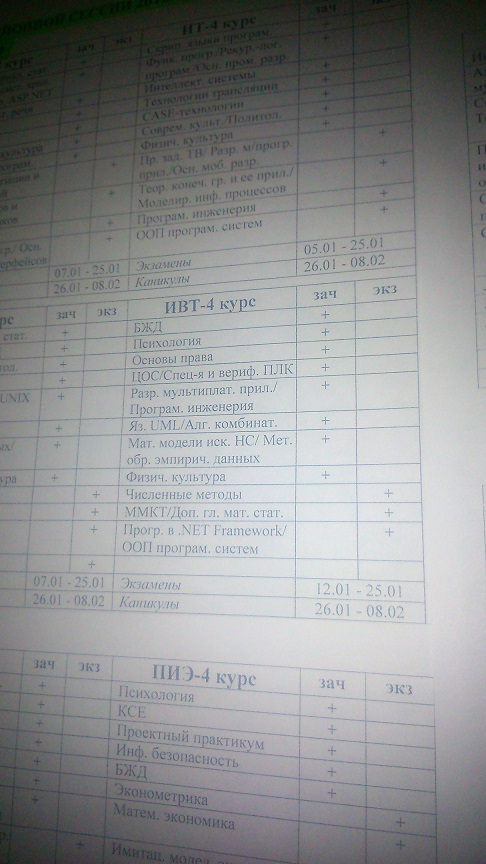 зач экз ИТ-4 курс зач экз
Скрип. языки програм. +
Функ. прогр./Рекур.-лог.
програм./Осп. пром. разр. +
Интеллект. системы +
Технологии трансляции +
CASE-технологии +
Соврем. культ./Политол. +
Физич. культура +
Пр. зад. ТВ/ Разр. м/прогр. +
прил./Осн. моб. разр.
Теор. конеч. гр. и ее прил./ +
Моделир. инф. процессов
Програм. инженерия +
ООП програм. систем +
07.01 - 25.01 Экзамены 05.01 - 25.01
26.01 - 08.02 Каникулы 26.01 - 08.02
зач экз ИВТ-4 курс зач экз
стат. + БЖД +
+ Психология +
+ Основы права +
+ ЦОС/Спец-я и вериф. ПЛК +
UNIX + Разр. мультиплат. прил./ +
Програм. инженерия
+ Яз. UML/Алг. комбинат. +
+ Мат. модели иск. НС/ Мет. +
обр. эмпирич. данных
+ Физич. культура +
+ Численные методы +
+ ММКТ/Доп. гл. мат. стат. +
+ Прогр. в .NET Framework/ +
ООП програм. систем
+
07.01 - 25.01 Экзамены 12.01 - 25.01
26.01 - 08.02 Каникулы 26.01 - 08.02
зач экз ПИЭ-4 курс зач экз
+ Психология +
+ КСЕ +
+ Проектный практикум +
+ Инф. безопасность +
+ БЖД +
+ Эконометрика +
+ Матем. экономика +
+ Имитац. модел. +